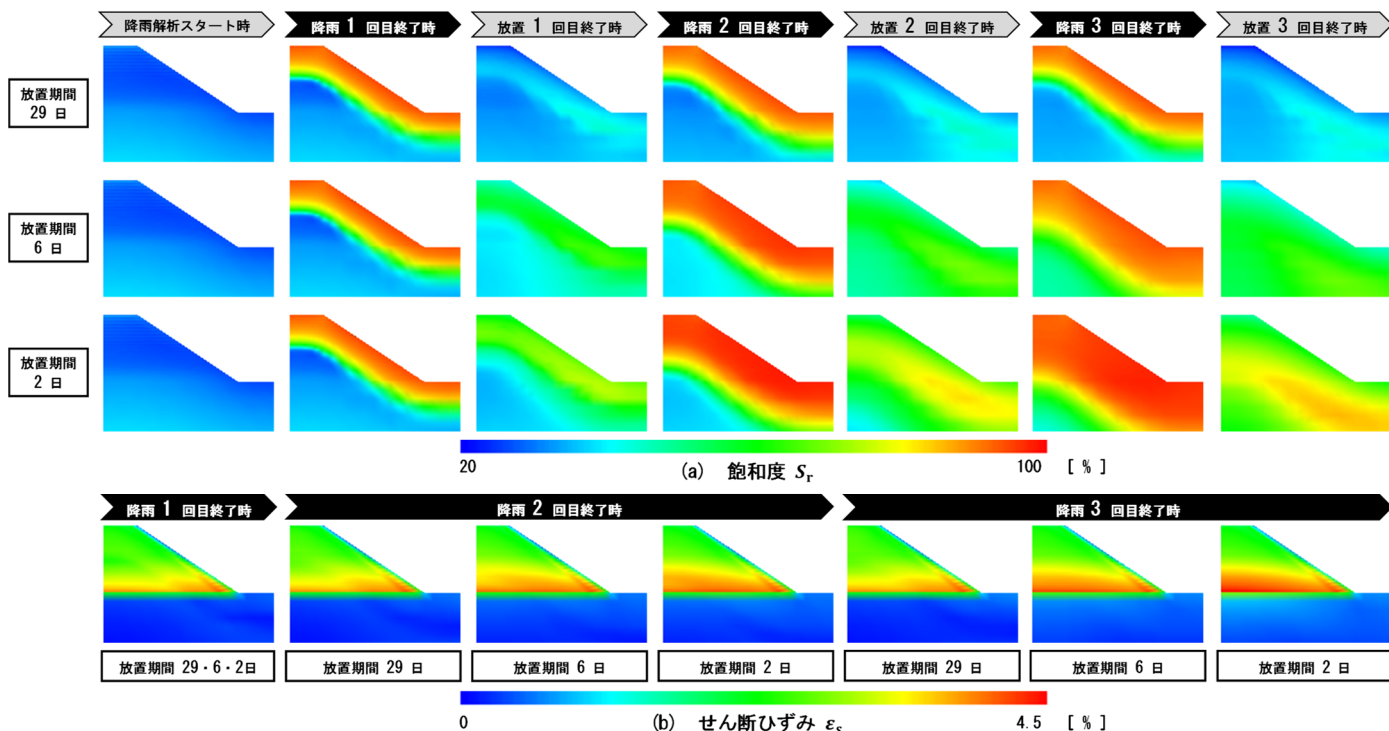 降雨解析スタート時
降雨 1 回目終了時
放置 1 回目終了時
降雨 2 回目終了時
放置 2 回目終了時
降雨 3 回目終了時
放置 3 回目終了時
放置期間
29 日
放置期間
6 日
放置期間
2 日
20
100 [ % ]
(a) 飽和度 Sr
降雨 1 回目終了時
降雨 2 回目終了時
降雨 3 回目終了時
放置期間 29・6・2日
放置期間 29 日
放置期間 6 日
放置期間 2 日
放置期間 29 日
放置期間 6 日
放置期間 2 日
0
4.5 [ % ]
(b) せん断ひずみ εs